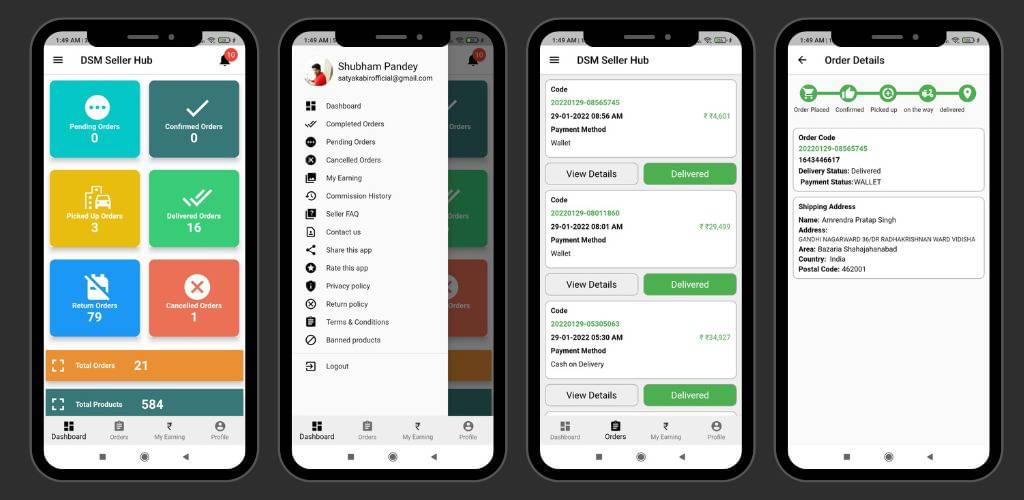 1:49 AM
DSM Seller Hub
10
Pending Orders
0
Confirmed Orders
0
Picked Up Orders
3
Delivered Orders
16
Return Orders
79
Cancelled Orders
1
Total Orders 21
Total Products 584
Dashboard Orders My Earning Profile
1:49 AM
10
Shubham Pandey
satyakabirofficial@gmail.com
Dashboard
Completed Orders
Pending Orders
Cancelled Orders
My Earning
Commission History
Seller FAQ
Contact us
Share this app
Rate this app
Privacy policy
Return policy
Terms & Conditions
Banned products
Logout
Orders
Orders
Dashboard Orders My Earning Profile
1:49 AM
DSM Seller Hub
Code
20220129-08565745
29-01-2022 08:56 AM ₹ ₹4,601
Payment Method
Wallet
View Details Delivered
Code
20220129-08011860
29-01-2022 08:01 AM ₹ ₹29,499
Payment Method
Wallet
View Details Delivered
Code
20220129-05305063
29-01-2022 05:30 AM ₹ ₹34,927
Payment Method
Cash on Delivery
View Details Delivered
Dashboard Orders My Earning Profile
1:49 AM
Order Details
Order Placed Confirmed Picked up on the way delivered
Order Code
20220129-08565745
1643446617
Delivery Status: Delivered
Payment Status:WALLET
Shipping Address
Name: Amrendra Pratap Singh
Address:
GANDHI NAGARWARD 36/DR RADHAKRISHNAN WARD VIDISHA
Area: Bazaria Shahajahanabad
Country: India
Postal Code: 462001